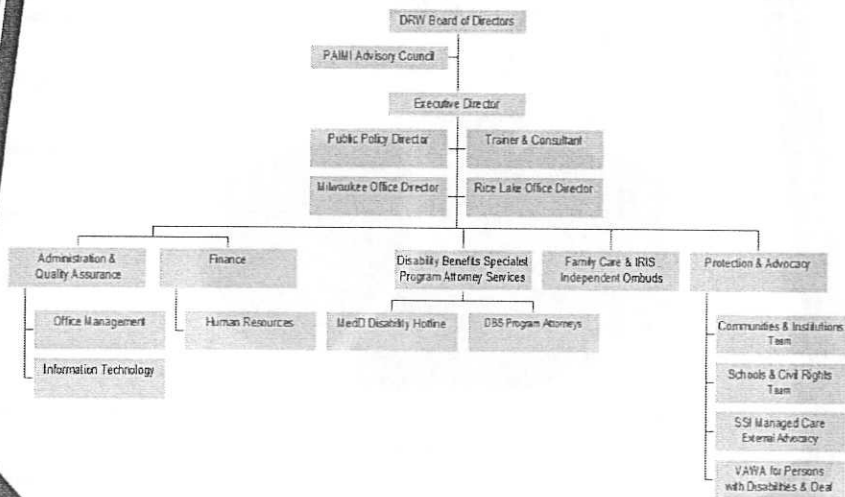 DRW Board of Directors
PAIMI Advisory Council
Executive Director
Public Policy Director
Trainer & Consultant
Milwaukee Office Director
Rice Lake Office Director
Administration &
Quality Assurance
Finance
Disability Benefits Specialist
Program Attorney Services
Family Care & IRIS
Independent Ombuds
Protection & Advocacy
Office Management
Information Technology
Human Resources
MedD Disability Hotline
DBS Program Attorneys
Communities & Institutions
Team
Schools & Civil Rights
Team
SSI Managed Care
External Advocacy
VAWA for Persons
with Disabilities & Deaf